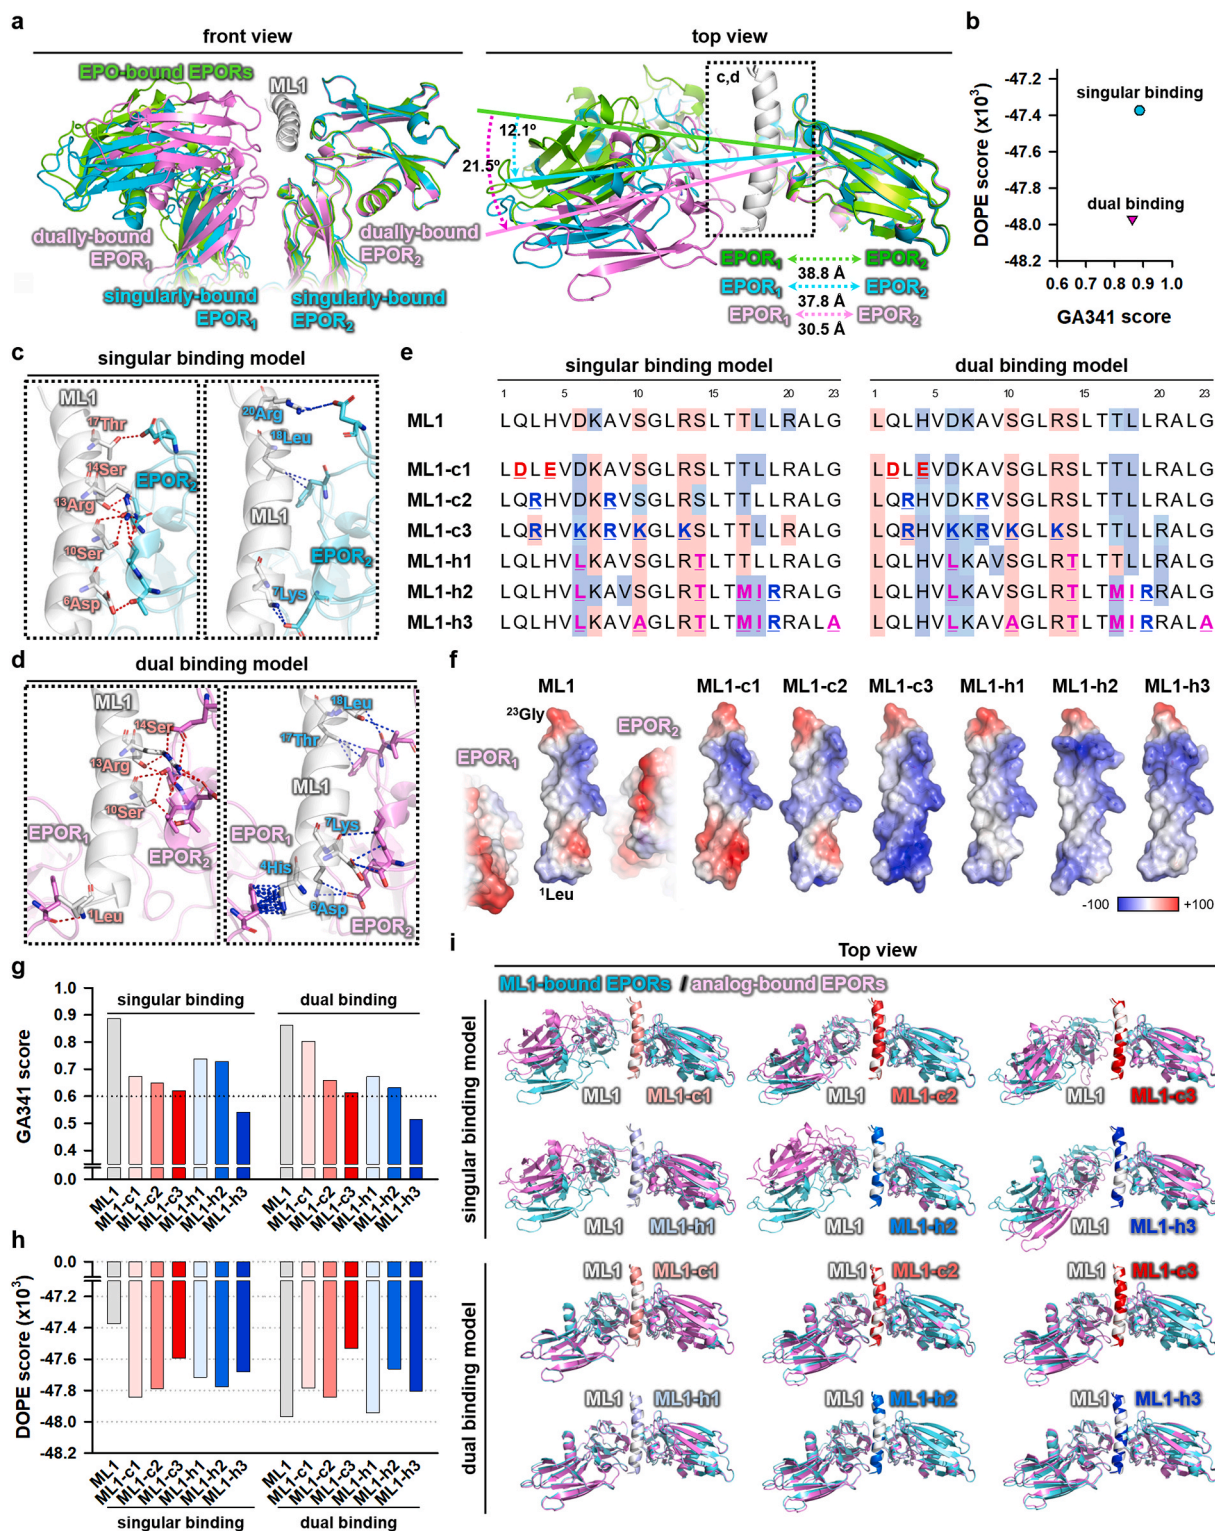 a
front view
top view
EPO-bound EPORs
ML1
c,d
12.1º
21.5º
dually-bound
EPOR1
dually-bound
EPOR2
singularly-bound
EPOR1
singularly-bound
EPOR2
EPOR1
EPOR2
38.8 Å
EPOR1
EPOR2
37.8 Å
EPOR1
EPOR2
30.5 Å
b
DOPE score (x10³)
-47.2
-47.4
-47.6
-47.8
-48.0
-48.2
singular binding
dual binding
0.6 0.7 0.8 0.9 1.0
GA341 score
c
singular binding model
ML1
17Thr
14Ser
13Arg
10Ser
6Asp
EPOR2
20Arg
18Leu
ML1
EPOR2
7Lys
d
dual binding model
ML1
14Ser
13Arg
10Ser
EPOR1
EPOR2
1Leu
18Leu
17Thr
ML1
7Lys
EPOR1
4His
6Asp
EPOR2
e
singular binding model
dual binding model
1 5 10 15 20 23
1 5 10 15 20 23
ML1 LQLHVDKAVSGLRSLTTLLRALG LQLHVDKAVSGLRSLTTLLRALG
ML1-c1 LDLEVDKAVSGLRSLTTLLRALG LDLEVDKAVSGLRSLTTLLRALG
ML1-c2 LQRHVDKRVSGLRSLTTLLRALG LQRHVDKRVSGLRSLTTLLRALG
ML1-c3 LQRHVKKRVKGLKSLTTLLRALG LQRHVKKRVKGLKSLTTLLRALG
ML1-h1 LQLHVLKAVSGLRTLTTLLRALG LQLHVLKAVSGLRTLTTLLRALG
ML1-h2 LQLHVLKAVSGLRTLTMIRRALG LQLHVLKAVSGLRTLTMIRRALG
ML1-h3 LQLHVLKAVAGLRTLTMIRRALA LQLHVLKAVAGLRTLTMIRRALA
f
ML1
ML1-c1
ML1-c2
ML1-c3
ML1-h1
ML1-h2
ML1-h3
23Gly
EPOR1
EPOR2
1Leu
-100
+100
g
GA341 score
1.0
0.9
0.8
0.7
0.6
0.5
0.4
0.0
singular binding
dual binding
ML1
ML1-c1
ML1-c2
ML1-c3
ML1-h1
ML1-h2
ML1-h3
ML1
ML1-c1
ML1-c2
ML1-c3
ML1-h1
ML1-h2
ML1-h3
h
DOPE score (x10³)
0.0
-47.2
-47.4
-47.6
-47.8
-48.0
-48.2
ML1
ML1-c1
ML1-c2
ML1-c3
ML1-h1
ML1-h2
ML1-h3
ML1
ML1-c1
ML1-c2
ML1-c3
ML1-h1
ML1-h2
ML1-h3
singular binding
dual binding
i
Top view
ML1-bound EPORs / analog-bound EPORs
singular binding model
ML1 ML1-c1
ML1 ML1-c2
ML1 ML1-c3
ML1 ML1-h1
ML1 ML1-h2
ML1 ML1-h3
dual binding model
ML1 ML1-c1
ML1 ML1-c2
ML1 ML1-c3
ML1 ML1-h1
ML1 ML1-h2
ML1 ML1-h3